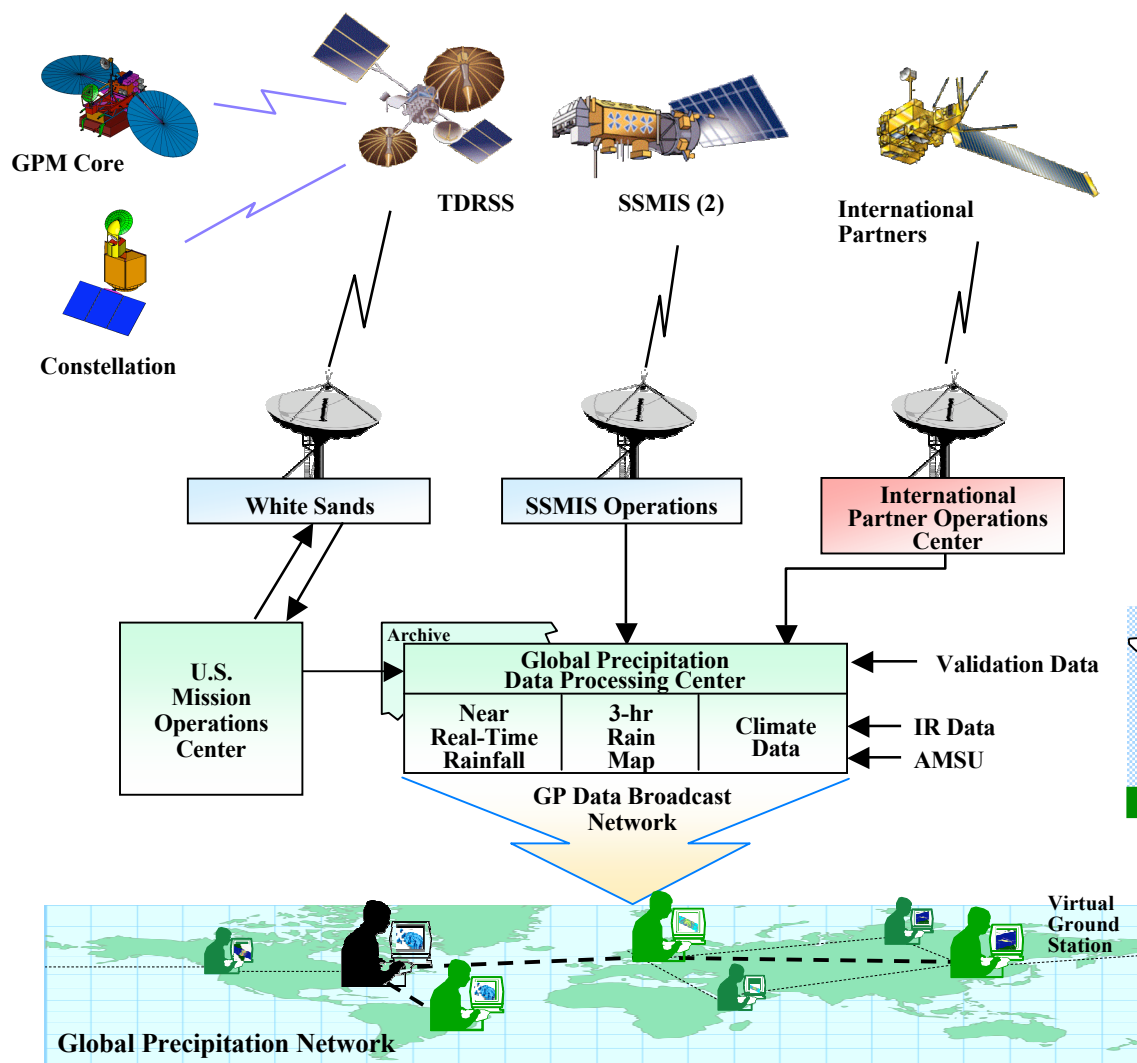 GPM Core
TDRSS
SSMIS (2)
International
Partners
Constellation
White Sands
SSMIS Operations
International
Partner Operations
Center
U.S.
Mission
Operations
Center
Archive
Global Precipitation
Data Processing Center
Near
Real-Time
Rainfall
3-hr
Rain
Map
Climate
Data
Validation Data
IR Data
AMSU
GP Data Broadcast
Network
Virtual
Ground
Station
Global Precipitation Network